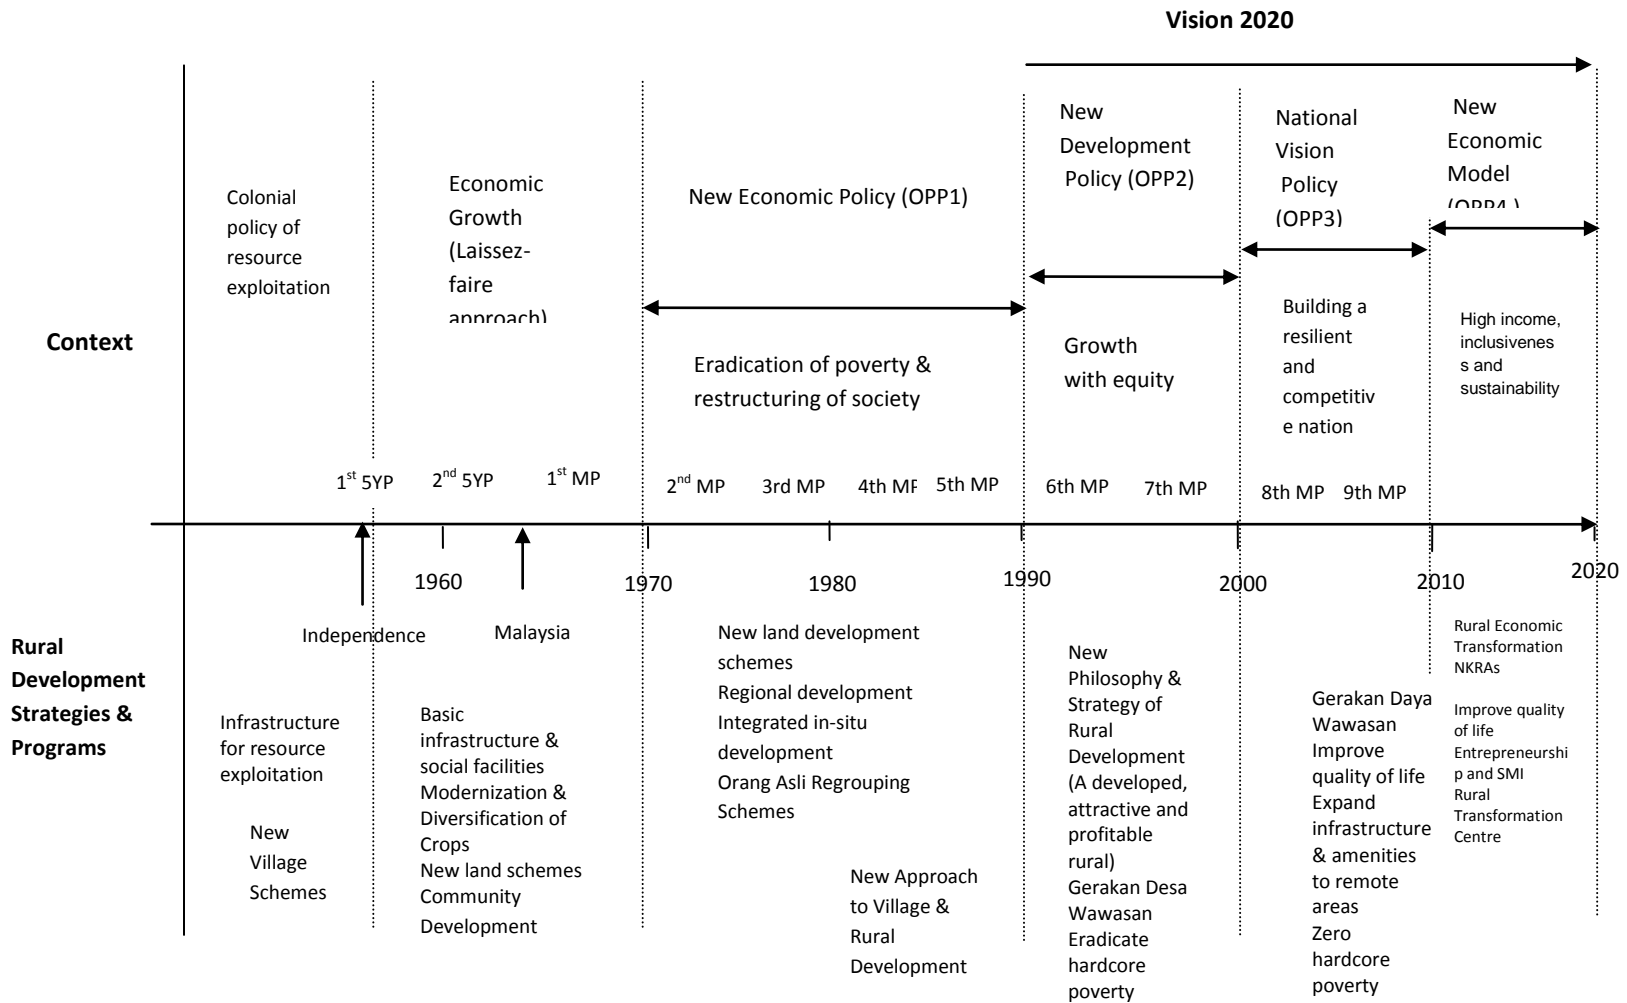 Vision 2020
Context
Colonial
policy of
resource
exploitation
Economic
Growth
(Laissez-
faire
approach)
New Economic Policy (OPP1)
Eradication of poverty &
restructuring of society
New
Development
Policy (OPP2)
Growth
with equity
National
Vision
Policy
(OPP3)
Building a
resilient
and
competitiv
e nation
New
Economic
Model
(OPP4 )
High income,
inclusivenes
s and
sustainability
1st 5YP
2nd 5YP
1st MP
2nd MP
3rd MP
4th MP
5th MP
6th MP
7th MP
8th MP
9th MP
1960
1970
1980
1990
2000
2010
2020
Independence
Malaysia
Rural
Development
Strategies &
Programs
Infrastructure
for resource
exploitation
New
Village
Schemes
Basic
infrastructure &
social facilities
Modernization &
Diversification of
Crops
New land schemes
Community
Development
New land development
schemes
Regional development
Integrated in-situ
development
Orang Asli Regrouping
Schemes
New Approach
to Village &
Rural
Development
New
Philosophy &
Strategy of
Rural
Development
(A developed,
attractive and
profitable
rural)
Gerakan Desa
Wawasan
Eradicate
hardcore
poverty
Gerakan Daya
Wawasan
Improve
quality of life
Expand
infrastructure
& amenities
to remote
areas
Zero
hardcore
poverty
Rural Economic
Transformation
NKRAs
Improve quality
of life
Entrepreneurshi
p and SMI
Rural
Transformation
Centre